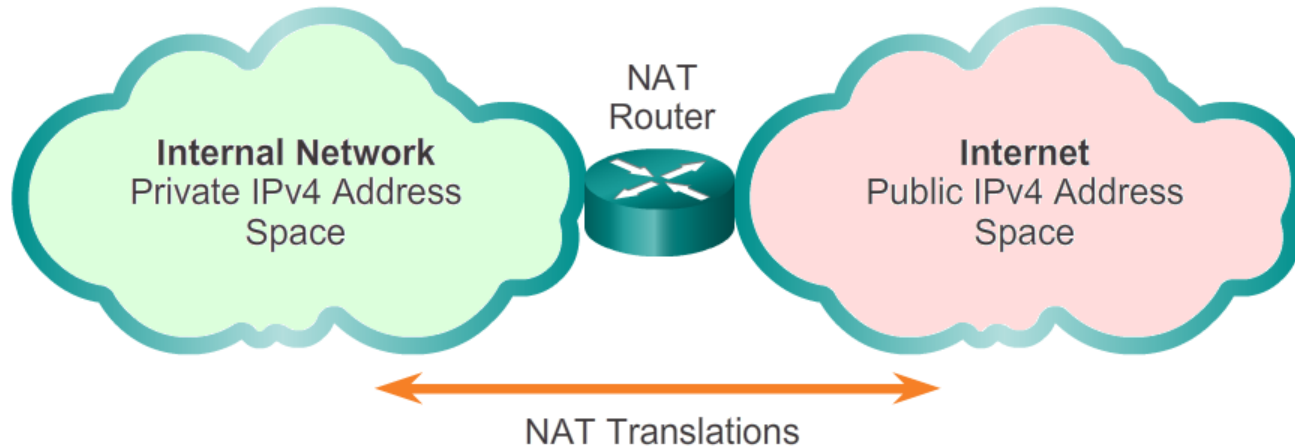 NAT
Router
Internal Network
Private IPv4 Address
Space
Internet
Public IPv4 Address
Space
NAT Translations